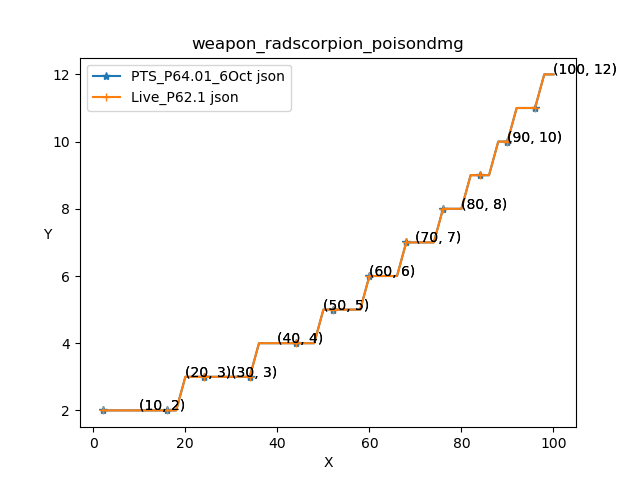 weapon_radscorpion_poisondmg
PTS_P64.01_6Oct json
Live_P62.1 json
(100, 12)
(90, 10)
(80, 8)
(70, 7)
(60, 6)
(50, 5)
(40, 4)
(20, 3)(30, 3)
(10, 2)
12
10
8
6
4
2
Y
0 20 40 60 80 100
X